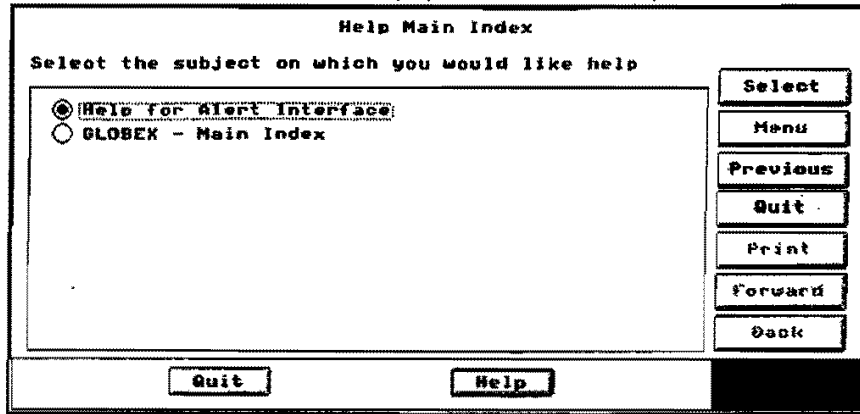 Help Main Index
Select the subject on which you would like help
Help for Alert Interface
GLOBEX - Main Index
Select
Menu
Previous
Quit
Print
Forward
Back
Quit
Help